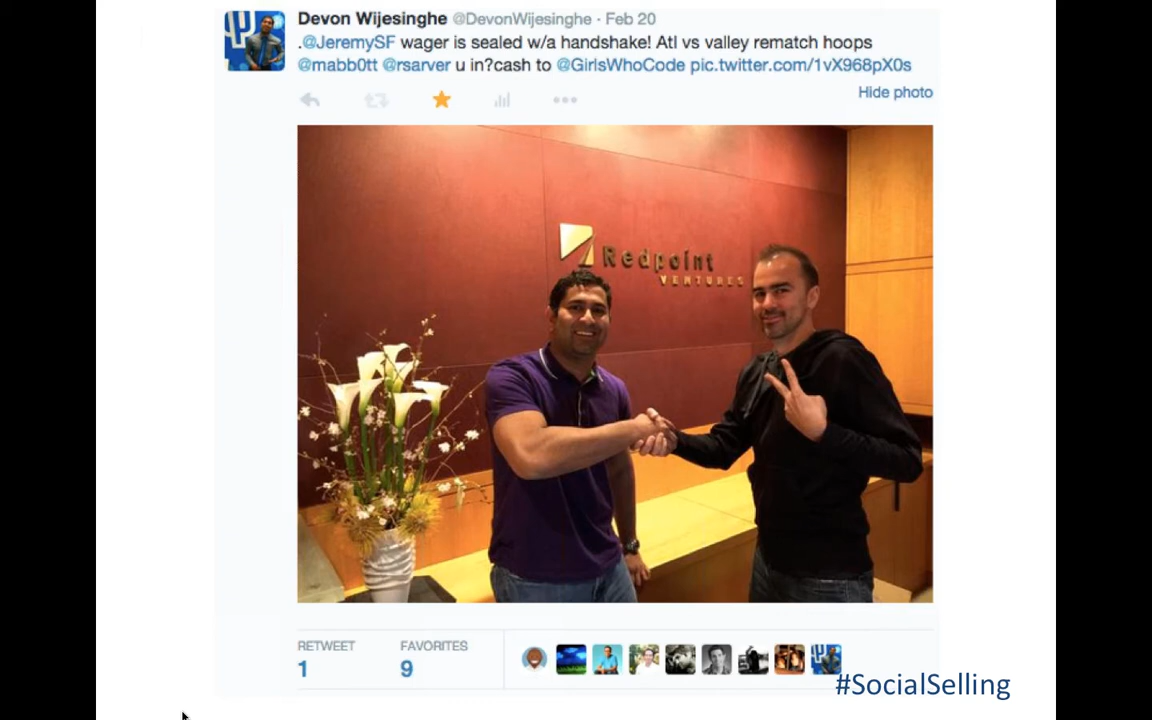 Devon Wijesinghe @DevonWijesinghe · Feb 20
.@JeremySF wager is sealed w/a handshake! Atl vs valley rematch hoops
@mabb0tt @rsarver u in?cash to @GirlsWhoCode pic.twitter.com/1vX968pX0s
Hide photo
Redpoint
VENTURES
RETWEET FAVORITES
1 9
#SocialSelling